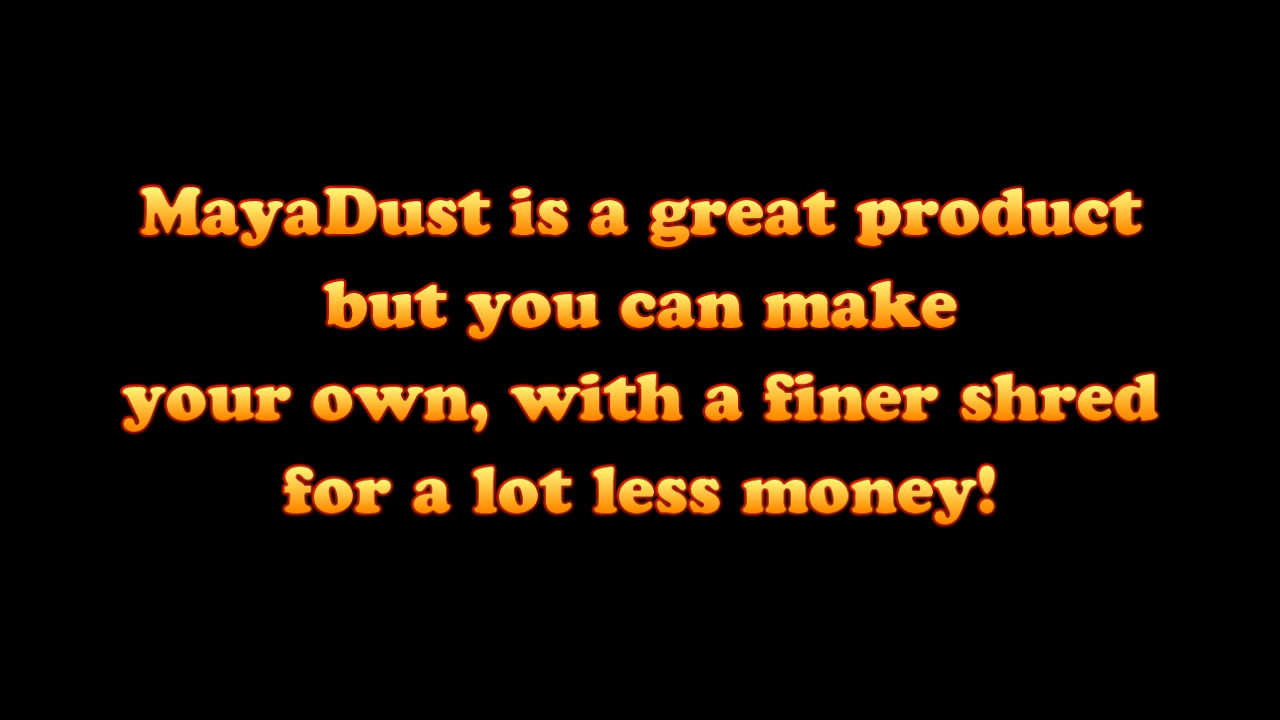 MayaDust is a great product
but you can make
your own, with a finer shred
for a lot less money!